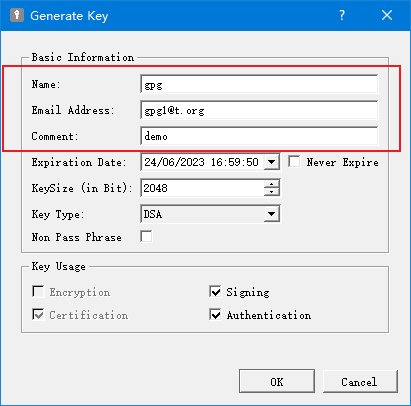 Generate Key
?
Basic Information
Name: gpg
Email Address: gpg1@t.org
Comment: demo
Expiration Date: 24/06/2023 16:59:50 Never Expire
KeySize (in Bit): 2048
Key Type: DSA
Non Pass Phrase
Key Usage
Encryption Signing
Certification Authentication
OK Cancel